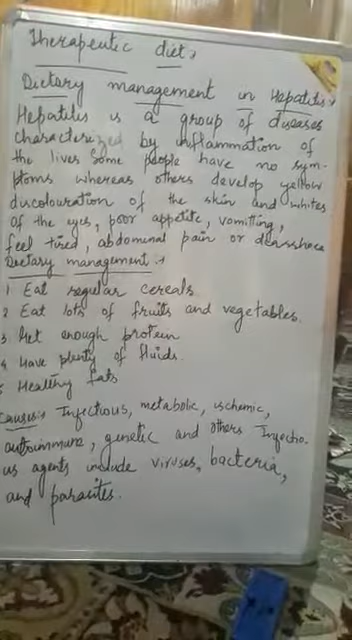 Therapeutic diet,
Dietary management in Hepatitis,
Hepatitis is a group of diseases
characterized by inflammation of
the lives Some people have no sym-
ptoms whereas others develop yellow
discolouration of the skin and whites
of the eyes, poor appetite, vomitting,
feel tired, abdominal pain or diarrhoea
Dietary management :-
1 Eat regular cereals
2 Eat lots of fruits and vegetables.
3. Get enough protein
4 Have plenty of fluids.
5 Healthy fats
Causes:- Infectious, metabolic, ischemic,
autoimmune, genetic and others Infectio-
us agents include viruses, bacteria,
and parasites.